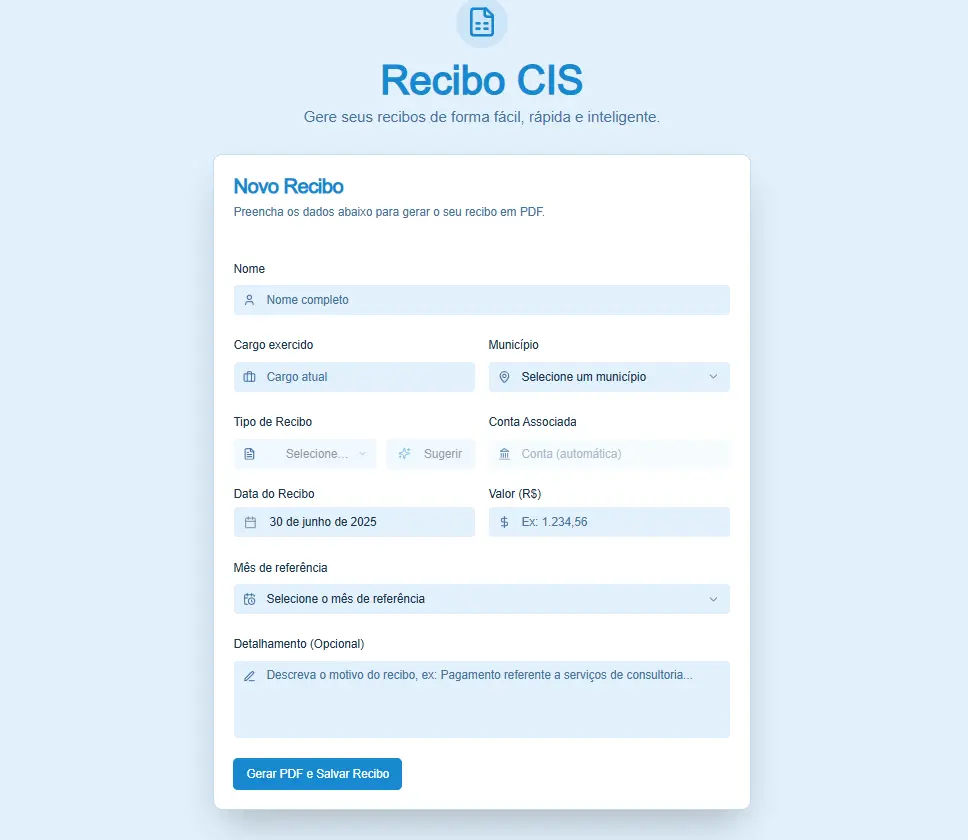 Recibo CIS
Gere seus recibos de forma fácil, rápida e inteligente.
Novo Recibo
Preencha os dados abaixo para gerar o seu recibo em PDF.
Nome
Nome completo
Cargo exercido
Município
Cargo atual
Selecione um município
Tipo de Recibo
Conta Associada
Selecione...
Sugerir
Conta (automática)
Data do Recibo
Valor (R$)
30 de junho de 2025
Ex: 1.234,56
Mês de referência
Selecione o mês de referência
Detalhamento (Opcional)
Descreva o motivo do recibo, ex: Pagamento referente a serviços de consultoria...
Gerar PDF e Salvar Recibo